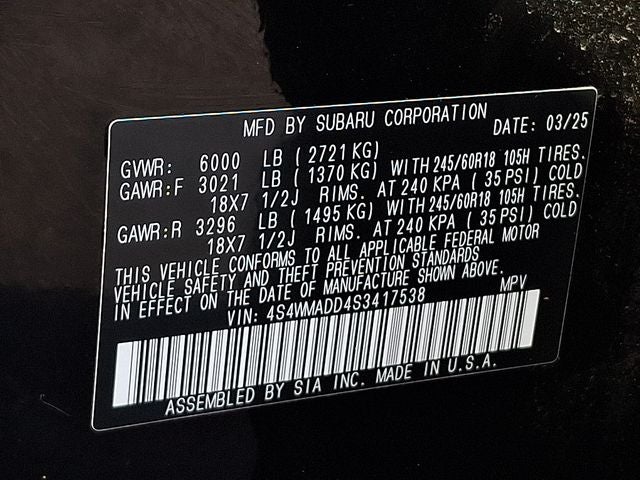 MFD BY SUBARU CORPORATION DATE: 03/25
GVWR: 6000 LB ( 2721 KG)
GAWR:F 3021 LB ( 1370 KG) WITH 245/60R18 105H TIRES.
18X7 1/2J RIMS. AT 240 KPA ( 35 PSI) COLD
GAWR:R 3296 LB ( 1495 KG) WITH 245/60R18 105H TIRES.
18X7 1/2J RIMS. AT 240 KPA ( 35 PSI) COLD
THIS VEHICLE CONFORMS TO ALL APPLICABLE FEDERAL MOTOR
VEHICLE SAFETY AND THEFT PREVENTION STANDARDS
IN EFFECT ON THE DATE OF MANUFACTURE SHOWN ABOVE.
VIN: 4S4WMADD4S3417538 MPV
ASSEMBLED BY SIA INC. MADE IN U.S.A.